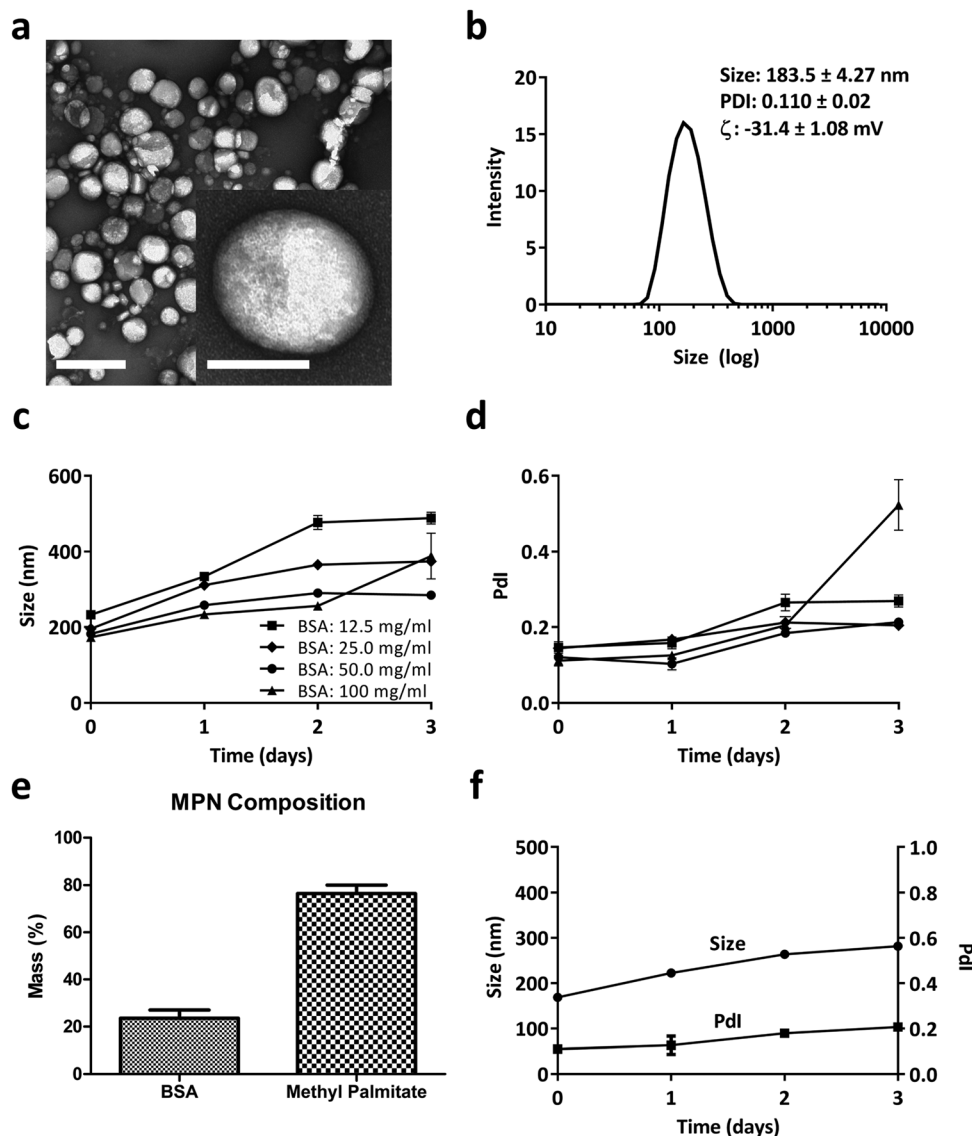 a
b
Size: 183.5 ± 4.27 nm
PDI: 0.110 ± 0.02
ζ: -31.4 ± 1.08 mV
20
15
10
5
0
Intensity
10
100
1000
10000
Size (log)
c
600
400
200
0
Size (nm)
BSA: 12.5 mg/ml
BSA: 25.0 mg/ml
BSA: 50.0 mg/ml
BSA: 100 mg/ml
0
1
2
3
Time (days)
d
0.6
0.4
0.2
0.0
PdI
0
1
2
3
Time (days)
e
MPN Composition
100
80
60
40
20
0
Mass (%)
BSA
Methyl Palmitate
f
500
400
300
200
100
0
Size (nm)
Size
PdI
1.0
0.8
0.6
0.4
0.2
0.0
PdI
0
1
2
3
Time (days)